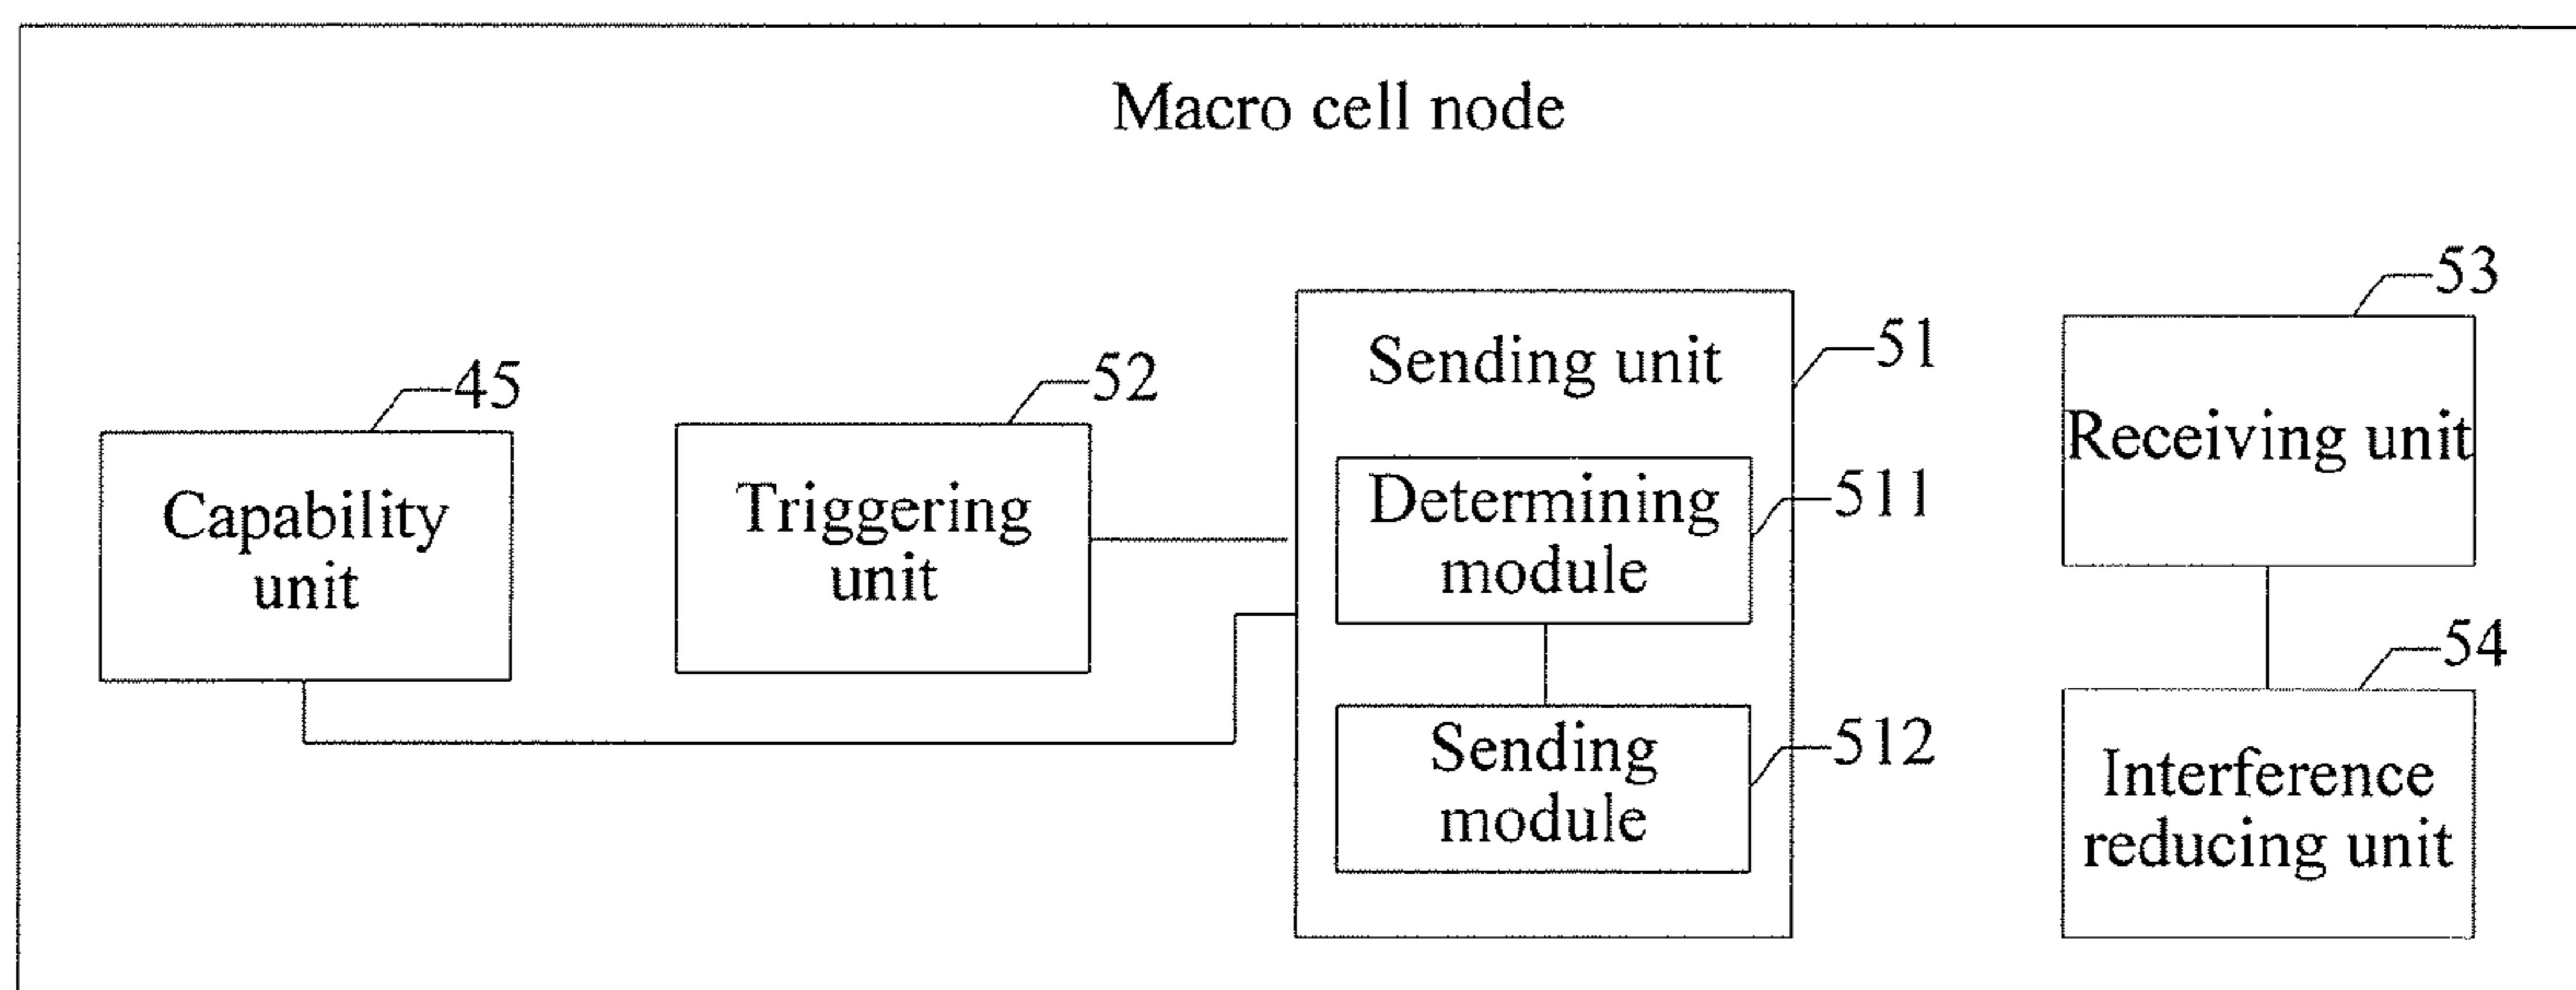 Macro cell node
45
Capability
unit
52
Triggering
unit
51
Sending unit
511
Determining
module
512
Sending
module
53
Receiving unit
54
Interference
reducing unit